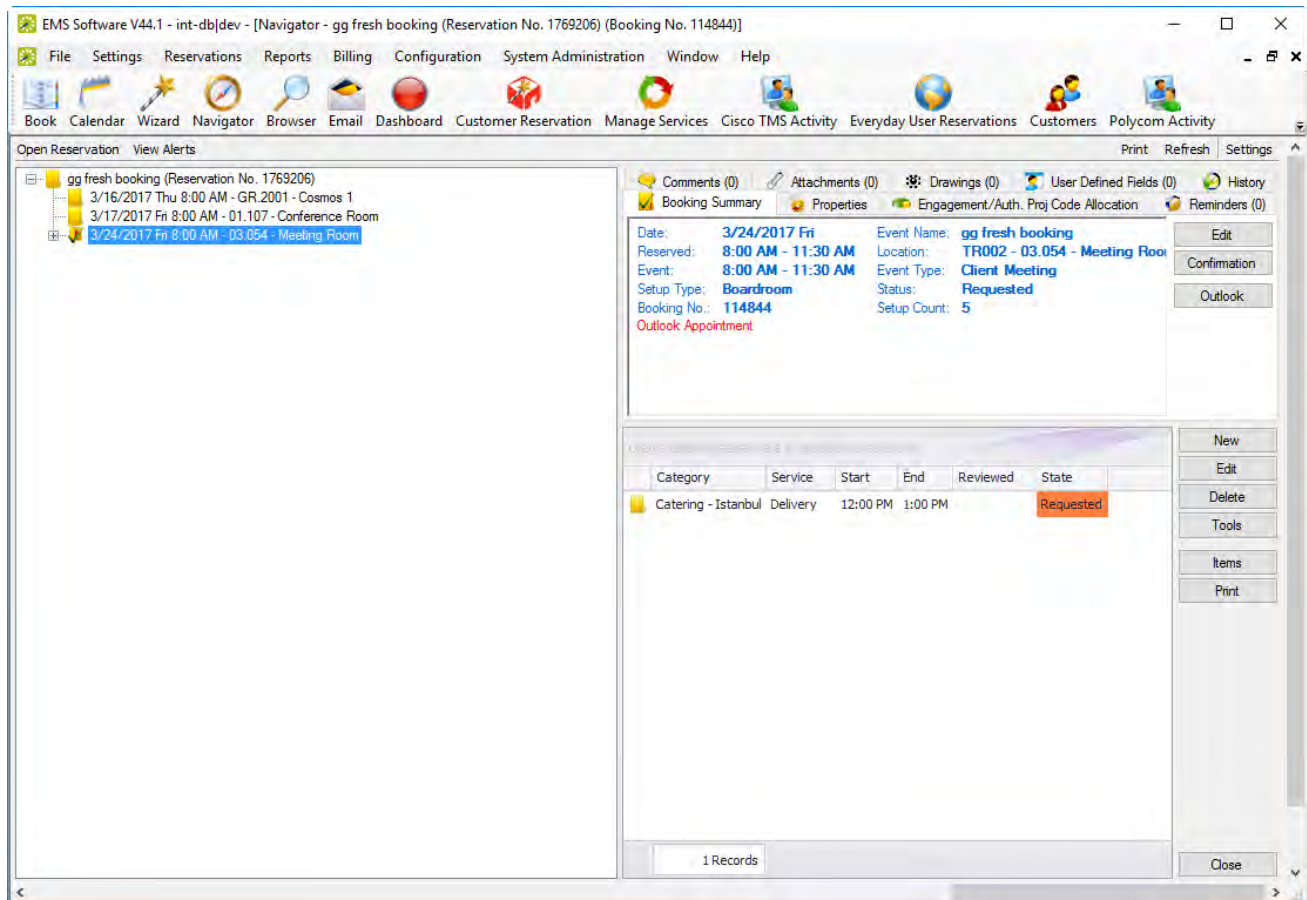 EMS Software V44.1 - int-db|dev - [Navigator - gg fresh booking (Reservation No. 1769206) (Booking No. 114844)]
File Settings Reservations Reports Billing Configuration System Administration Window Help
Book Calendar Wizard Navigator Browser Email Dashboard Customer Reservation Manage Services Cisco TMS Activity Everyday User Reservations Customers Polycom Activity
Open Reservation View Alerts Print Refresh Settings
gg fresh booking (Reservation No. 1769206)
3/16/2017 Thu 8:00 AM - GR.2001 - Cosmos 1
3/17/2017 Fri 8:00 AM - 01.107 - Conference Room
3/24/2017 Fri 8:00 AM - 03.054 - Meeting Room
Comments (0) Attachments (0) Drawings (0) User Defined Fields (0) History
Booking Summary Properties Engagement/Auth. Proj Code Allocation Reminders (0)
Date: 3/24/2017 Fri Event Name: gg fresh booking
Reserved: 8:00 AM - 11:30 AM Location: TR002 - 03.054 - Meeting Roo
Event: 8:00 AM - 11:30 AM Event Type: Client Meeting
Setup Type: Boardroom Status: Requested
Booking No.: 114844 Setup Count: 5
Outlook Appointment
Edit
Confirmation
Outlook
Category Service Start End Reviewed State
Catering - Istanbul Delivery 12:00 PM 1:00 PM Requested
New
Edit
Delete
Tools
Items
Print
1 Records
Close